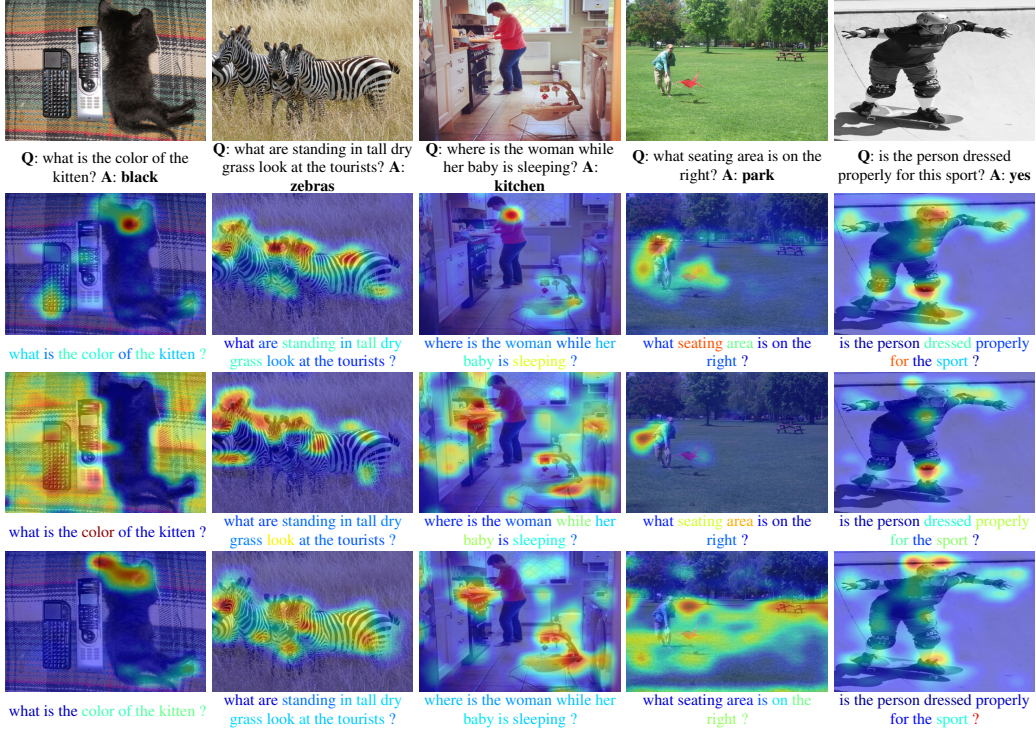 Q: what is the color of the
kitten? A: black
Q: what are standing in tall dry
grass look at the tourists? A:
zebras
Q: where is the woman while
her baby is sleeping? A:
kitchen
Q: what seating area is on the
right? A: park
Q: is the person dressed
properly for this sport? A: yes
what is the color of the kitten ?
what are standing in tall dry
grass look at the tourists ?
where is the woman while her
baby is sleeping ?
what seating area is on the
right ?
is the person dressed properly
for the sport ?
what is the color of the kitten ?
what are standing in tall dry
grass look at the tourists ?
where is the woman while her
baby is sleeping ?
what seating area is on the
right ?
is the person dressed properly
for the sport ?
what is the color of the kitten ?
what are standing in tall dry
grass look at the tourists ?
where is the woman while her
baby is sleeping ?
what seating area is on the
right ?
is the person dressed properly
for the sport ?